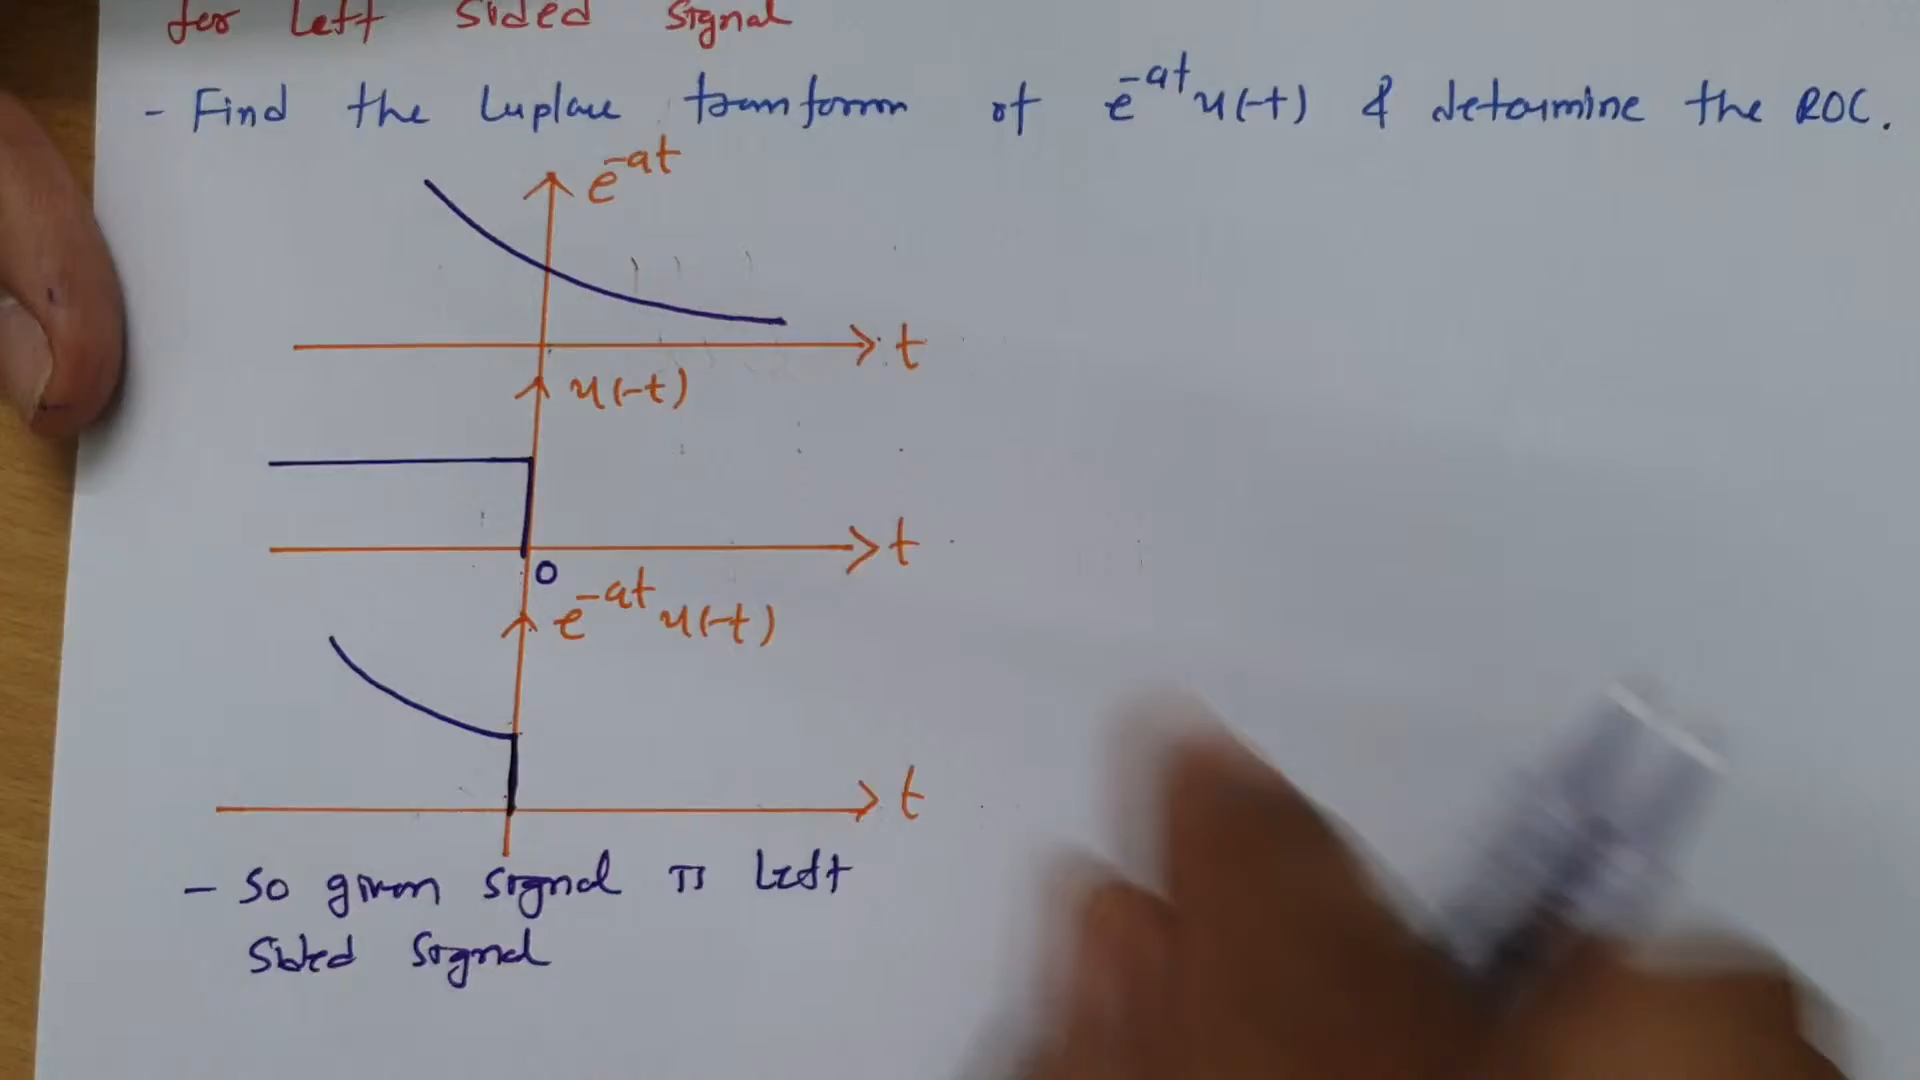 for Left Sided Signal
- Find the Laplace transform of e^-at u(-t) & determine the ROC.
e^-at
t
u(-t)
t
0
e^-at u(-t)
t
- So given signal is Left
Sided Signal